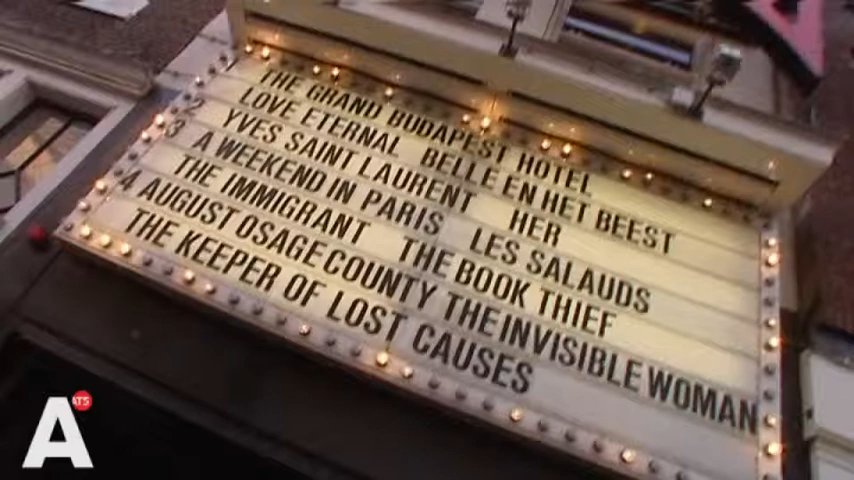 THE GRAND BUDAPEST HOTEL
2 LOVE ETERNAL BELLE EN HET BEEST
YVES SAINT LAURENT HER
3 A WEEKEND IN PARIS LES SALAUDS
THE IMMIGRANT THE BOOK THIEF
4 AUGUST OSAGE COUNTY THE INVISIBLE WOMAN
THE KEEPER OF LOST CAUSES
A
AT5